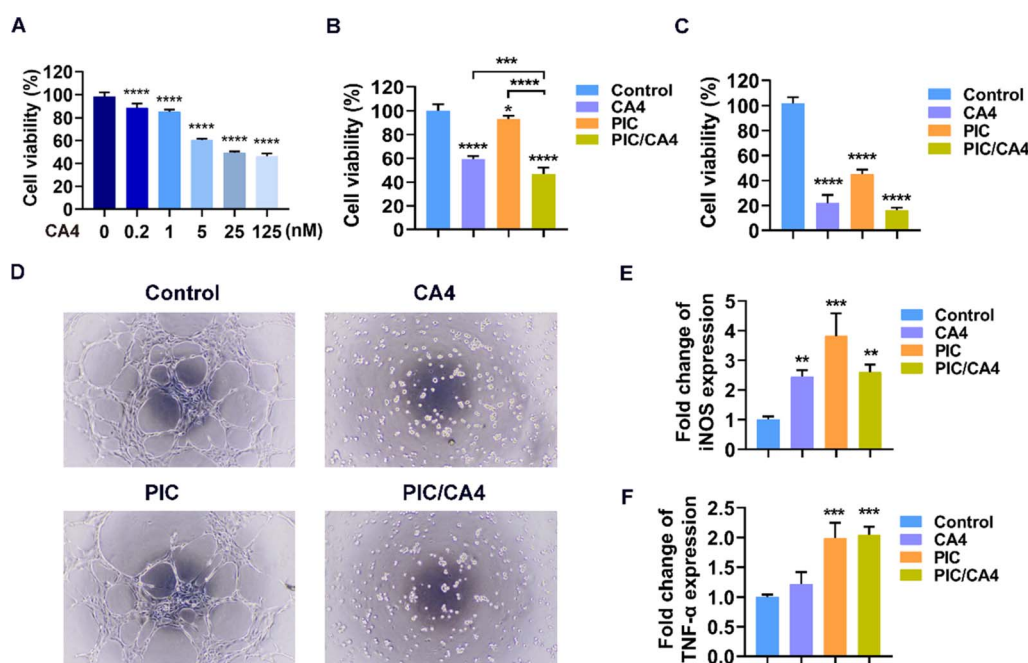 A
Cell viability (%)
120
100
80
60
40
20
0
****
****
****
****
****
CA4
0 0.2 1 5 25 125 (nM)
B
Cell viability (%)
120
100
80
60
40
20
0
***
****
*
****
****
Control
CA4
PIC
PIC/CA4
C
Cell viability (%)
120
100
80
60
40
20
0
****
****
****
Control
CA4
PIC
PIC/CA4
D
Control
CA4
PIC
PIC/CA4
E
Fold change of
iNOS expression
5
4
3
2
1
0
**
***
**
Control
CA4
PIC
PIC/CA4
F
Fold change of
TNF-α expression
2.5
2.0
1.5
1.0
0.5
0.0
***
***
Control
CA4
PIC
PIC/CA4